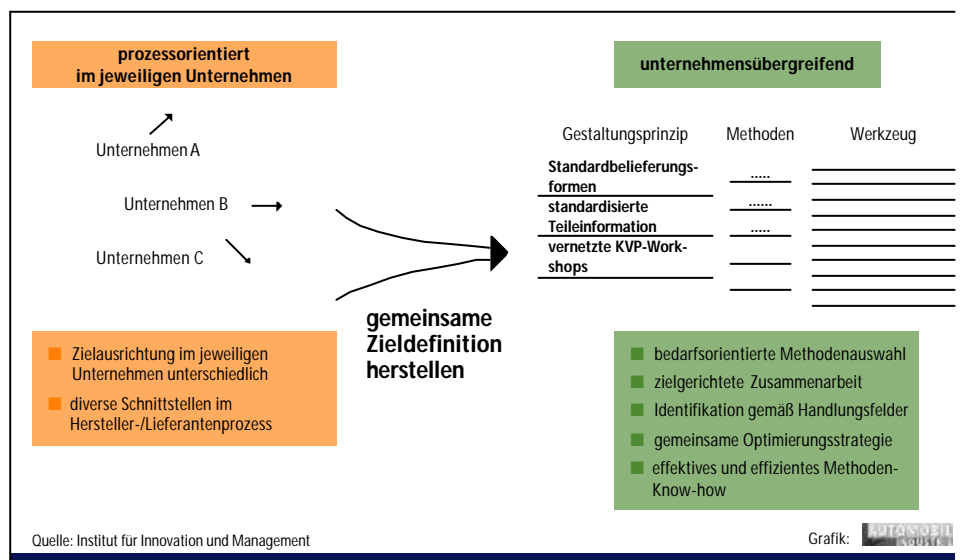 prozessorientiert
im jeweiligen Unternehmen
unternehmensübergreifend
Unternehmen A
Unternehmen B
Unternehmen C
gemeinsame
Zieldefinition
herstellen
Gestaltungsprinzip Methoden Werkzeug
Standardbelieferungs-
formen
.....
standardisierte
Teileinformation
......
vernetzte KVP-Work-
shops
.....
Zielausrichtung im jeweiligen
Unternehmen unterschiedlich
diverse Schnittstellen im
Hersteller-/Lieferantenprozess
bedarfsorientierte Methodenauswahl
zielgerichtete Zusammenarbeit
Identifikation gemäß Handlungsfelder
gemeinsame Optimierungsstrategie
effektives und effizientes Methoden-
Know-how
Quelle: Institut für Innovation und Management
Grafik:
AUTOMOBIL